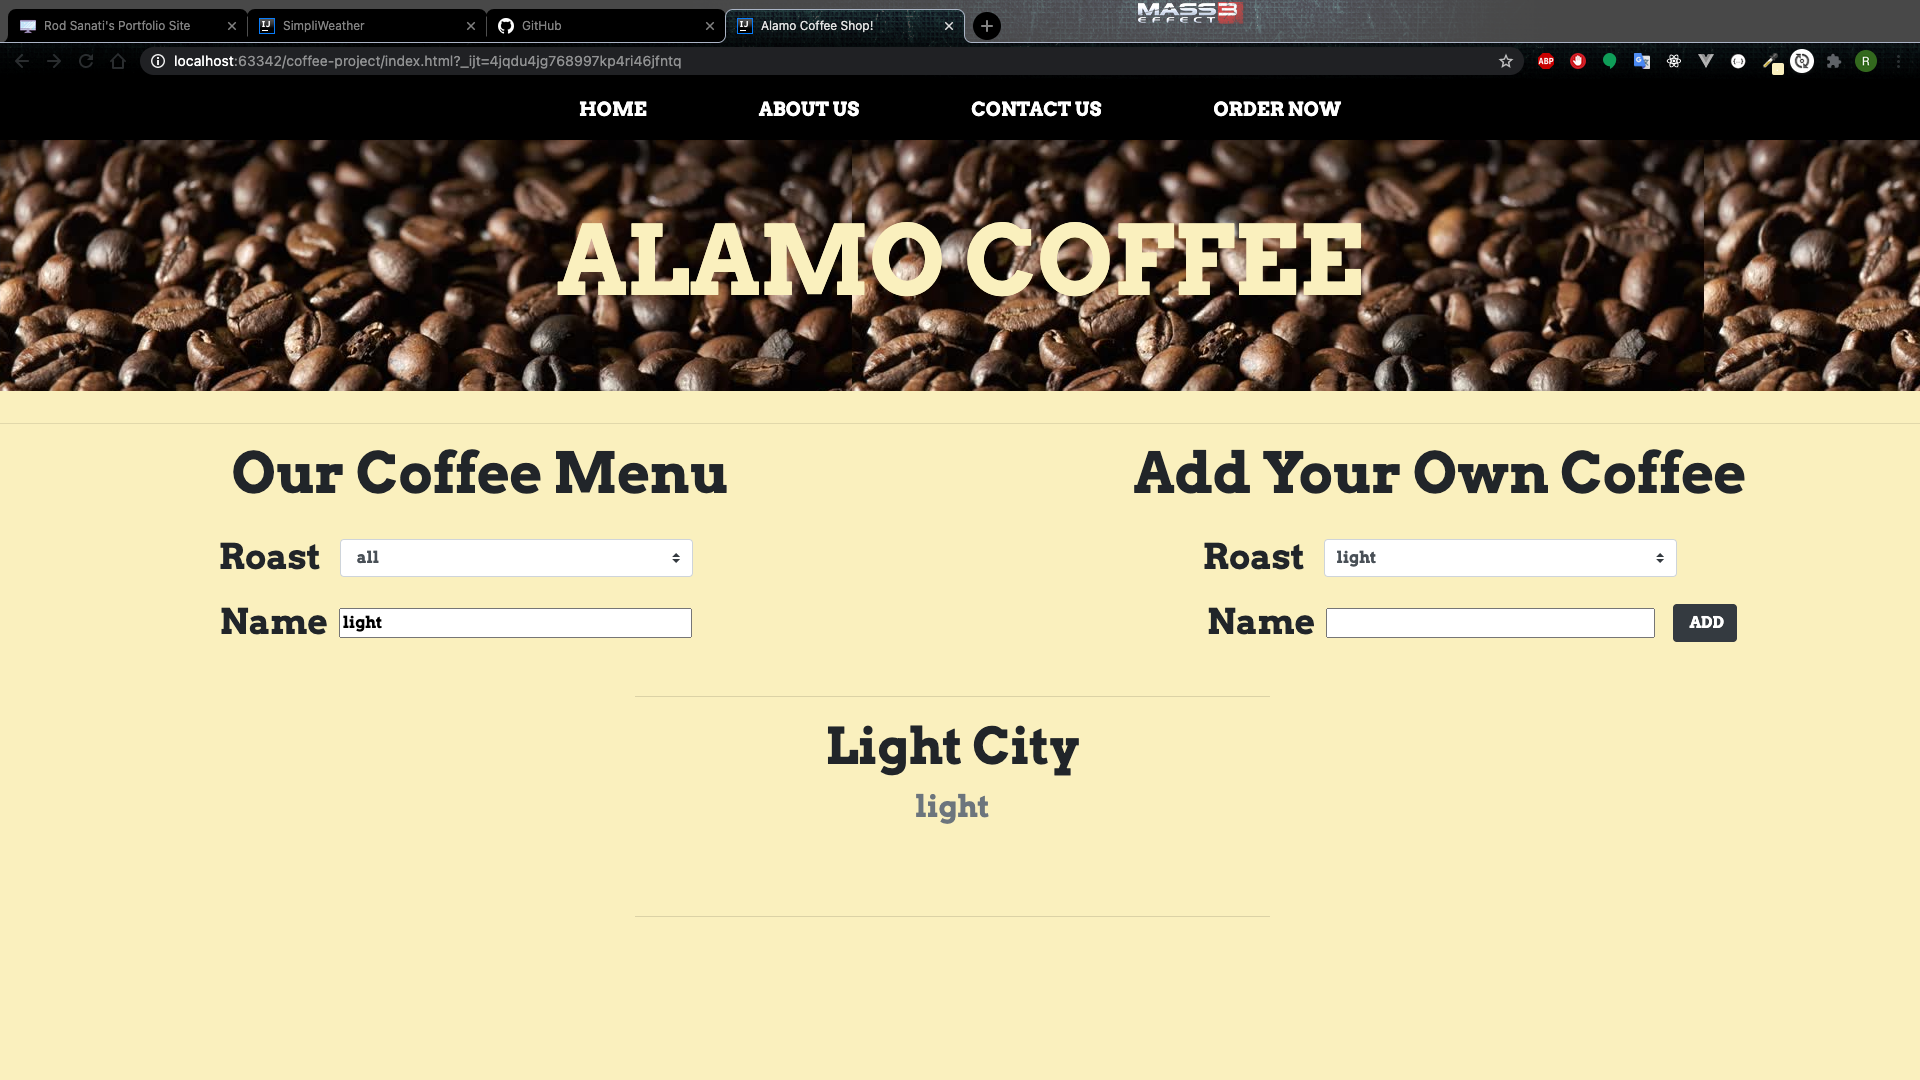 Rod Sanati's Portfolio Site
SimpliWeather
GitHub
Alamo Coffee Shop!
MASS 3
EFFECT
localhost:63342/coffee-project/index.html?_ijt=4jqdu4jg768997kp4ri46jfntq
ABP
R
HOME
ABOUT US
CONTACT US
ORDER NOW
ALAMO COFFEE
Our Coffee Menu
Roast
all
Name
light
Add Your Own Coffee
Roast
light
Name
ADD
Light City
light